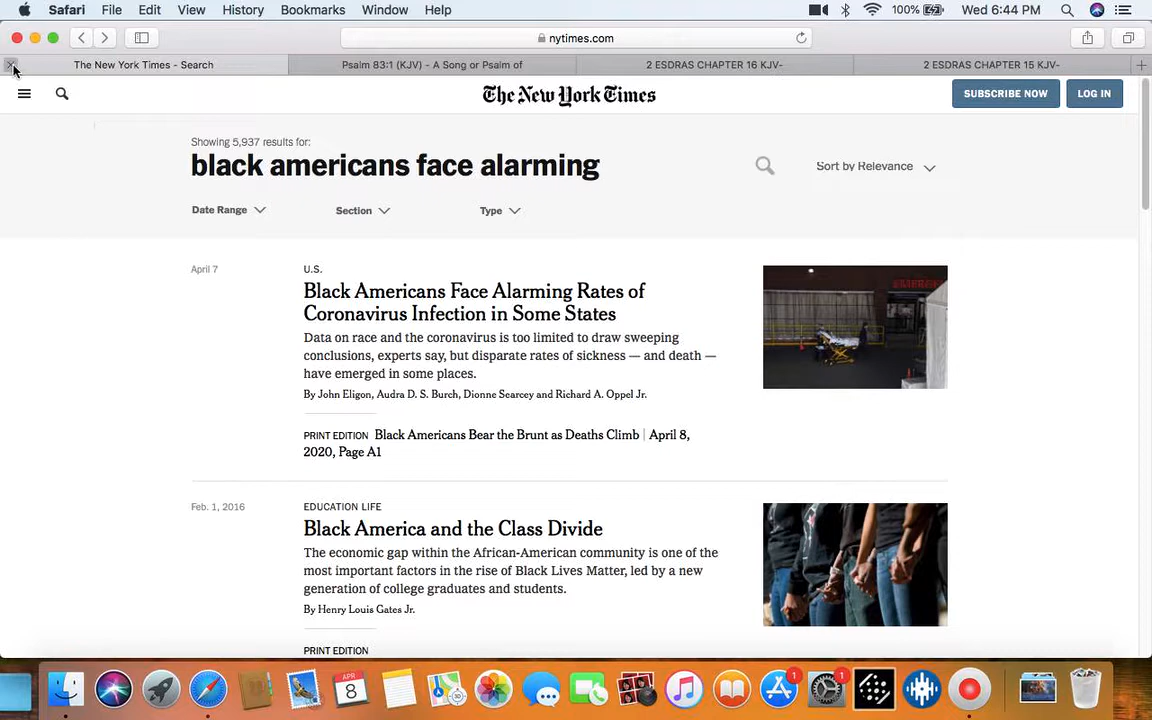 Safari File Edit View History Bookmarks Window Help 100% Wed 6:44 PM
nytimes.com
The New York Times - Search Psalm 83:1 (KJV) - A Song or Psalm of 2 ESDRAS CHAPTER 16 KJV- 2 ESDRAS CHAPTER 15 KJV-
The New York Times SUBSCRIBE NOW LOG IN
Showing 5,937 results for:
black americans face alarming
Sort by Relevance
Date Range Section Type
April 7
U.S.
Black Americans Face Alarming Rates of
Coronavirus Infection in Some States
Data on race and the coronavirus is too limited to draw sweeping
conclusions, experts say, but disparate rates of sickness — and death —
have emerged in some places.
By John Eligon, Audra D. S. Burch, Dionne Searcey and Richard A. Oppel Jr.
PRINT EDITION Black Americans Bear the Brunt as Deaths Climb | April 8,
2020, Page A1
Feb. 1, 2016
EDUCATION LIFE
Black America and the Class Divide
The economic gap within the African-American community is one of the
most important factors in the rise of Black Lives Matter, led by a new
generation of college graduates and students.
By Henry Louis Gates Jr.
PRINT EDITION
APR
8
1
1